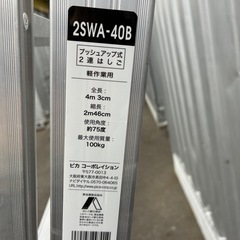 2SWA-40B
プッシュアップ式
2連はしご
軽作業用
全長：
4m 3cm
縮長：
2m46cm
使用角度：
約75度
最大使用質量：
100kg
ピカ コーポレイション
〒577-0013